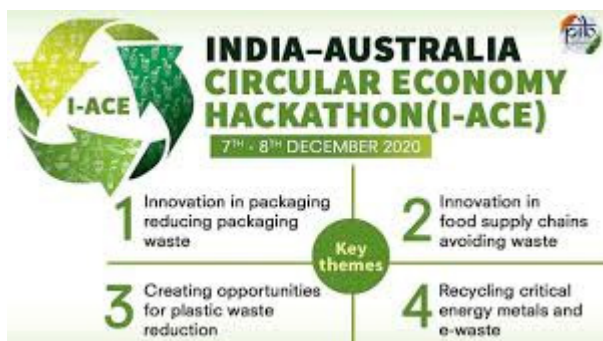 I-ACE
INDIA–AUSTRALIA
CIRCULAR ECONOMY
HACKATHON(I-ACE)
7TH - 8TH DECEMBER 2020
pib
Key
themes
1
Innovation in packaging
reducing packaging
waste
2
Innovation in
food supply chains
avoiding waste
3
Creating opportunities
for plastic waste
reduction
4
Recycling critical
energy metals and
e-waste